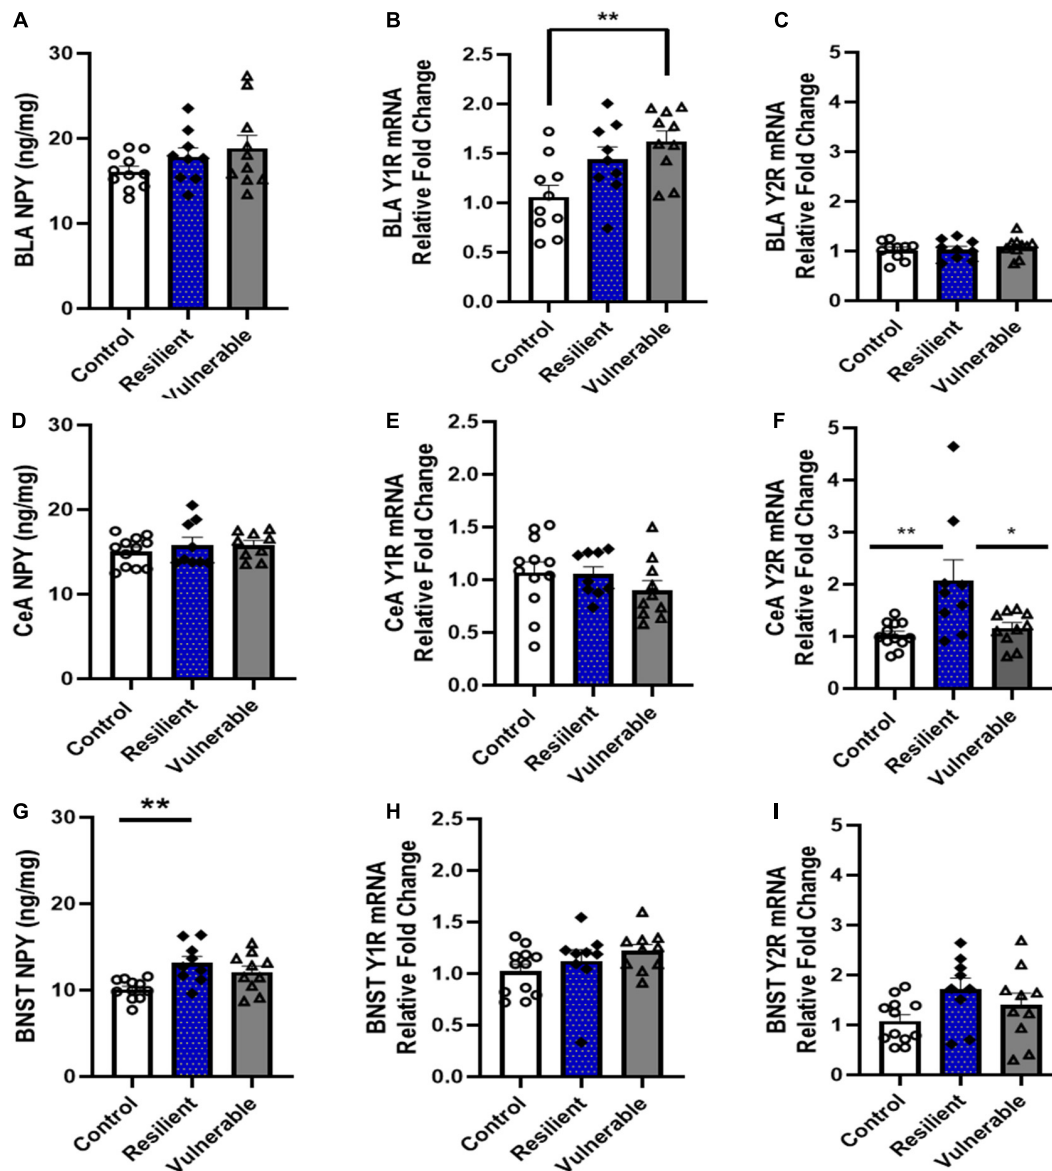 A
BLA NPY (ng/mg)
30
20
10
0
Control
Resilient
Vulnerable
B
**
BLA Y1R mRNA
Relative Fold Change
2.5
2.0
1.5
1.0
0.5
0.0
Control
Resilient
Vulnerable
C
BLA Y2R mRNA
Relative Fold Change
5
4
3
2
1
0
Control
Resilient
Vulnerable
D
CeA NPY (ng/mg)
30
20
10
0
Control
Resilient
Vulnerable
E
CeA Y1R mRNA
Relative Fold Change
2.5
2.0
1.5
1.0
0.5
0.0
Control
Resilient
Vulnerable
F
CeA Y2R mRNA
Relative Fold Change
5
4
3
2
1
0
**
*
Control
Resilient
Vulnerable
G
**
BNST NPY (ng/mg)
30
20
10
0
Control
Resilient
Vulnerable
H
BNST Y1R mRNA
Relative Fold Change
2.5
2.0
1.5
1.0
0.5
0.0
Control
Resilient
Vulnerable
I
BNST Y2R mRNA
Relative Fold Change
5
4
3
2
1
0
Control
Resilient
Vulnerable